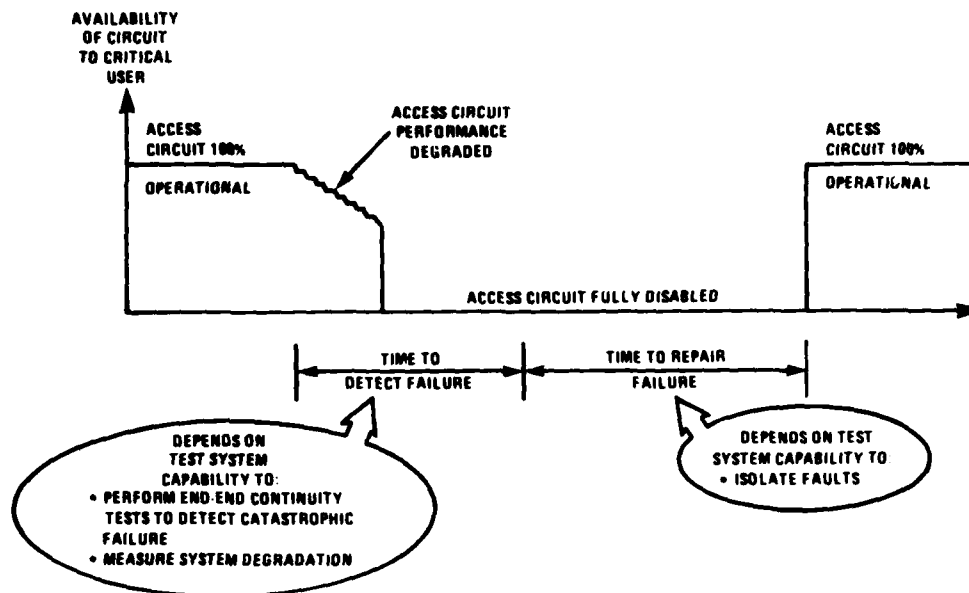 AVAILABILITY
OF CIRCUIT
TO CRITICAL
USER
ACCESS
CIRCUIT 100%
OPERATIONAL
ACCESS CIRCUIT
PERFORMANCE
DEGRADED
ACCESS
CIRCUIT 100%
OPERATIONAL
ACCESS CIRCUIT FULLY DISABLED
TIME TO
DETECT FAILURE
TIME TO REPAIR
FAILURE
DEPENDS ON
TEST SYSTEM
CAPABILITY TO:
• PERFORM END-END CONTINUITY
TESTS TO DETECT CATASTROPHIC
FAILURE
• MEASURE SYSTEM DEGRADATION
DEPENDS ON TEST
SYSTEM CAPABILITY TO:
• ISOLATE FAULTS